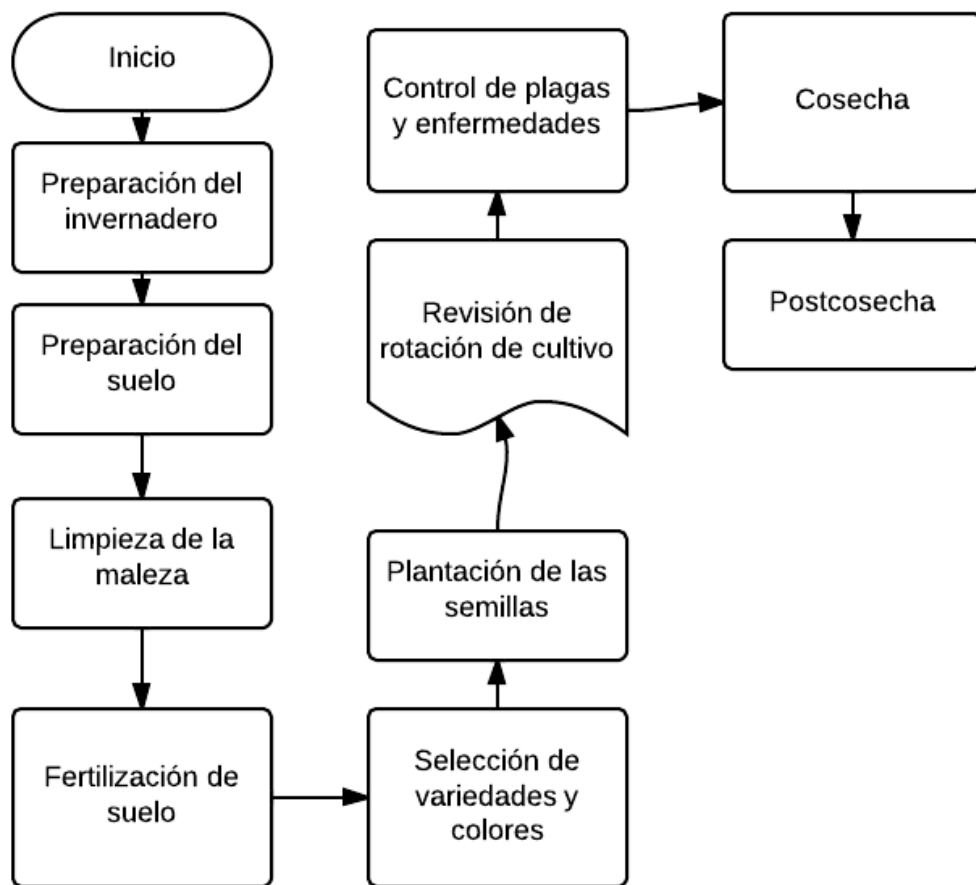 Inicio
Preparación del
invernadero
Preparación del
suelo
Limpieza de la
maleza
Fertilización de
suelo
Selección de
variedades y
colores
Plantación de las
semillas
Revisión de
rotación de cultivo
Control de plagas
y enfermedades
Cosecha
Postcosecha